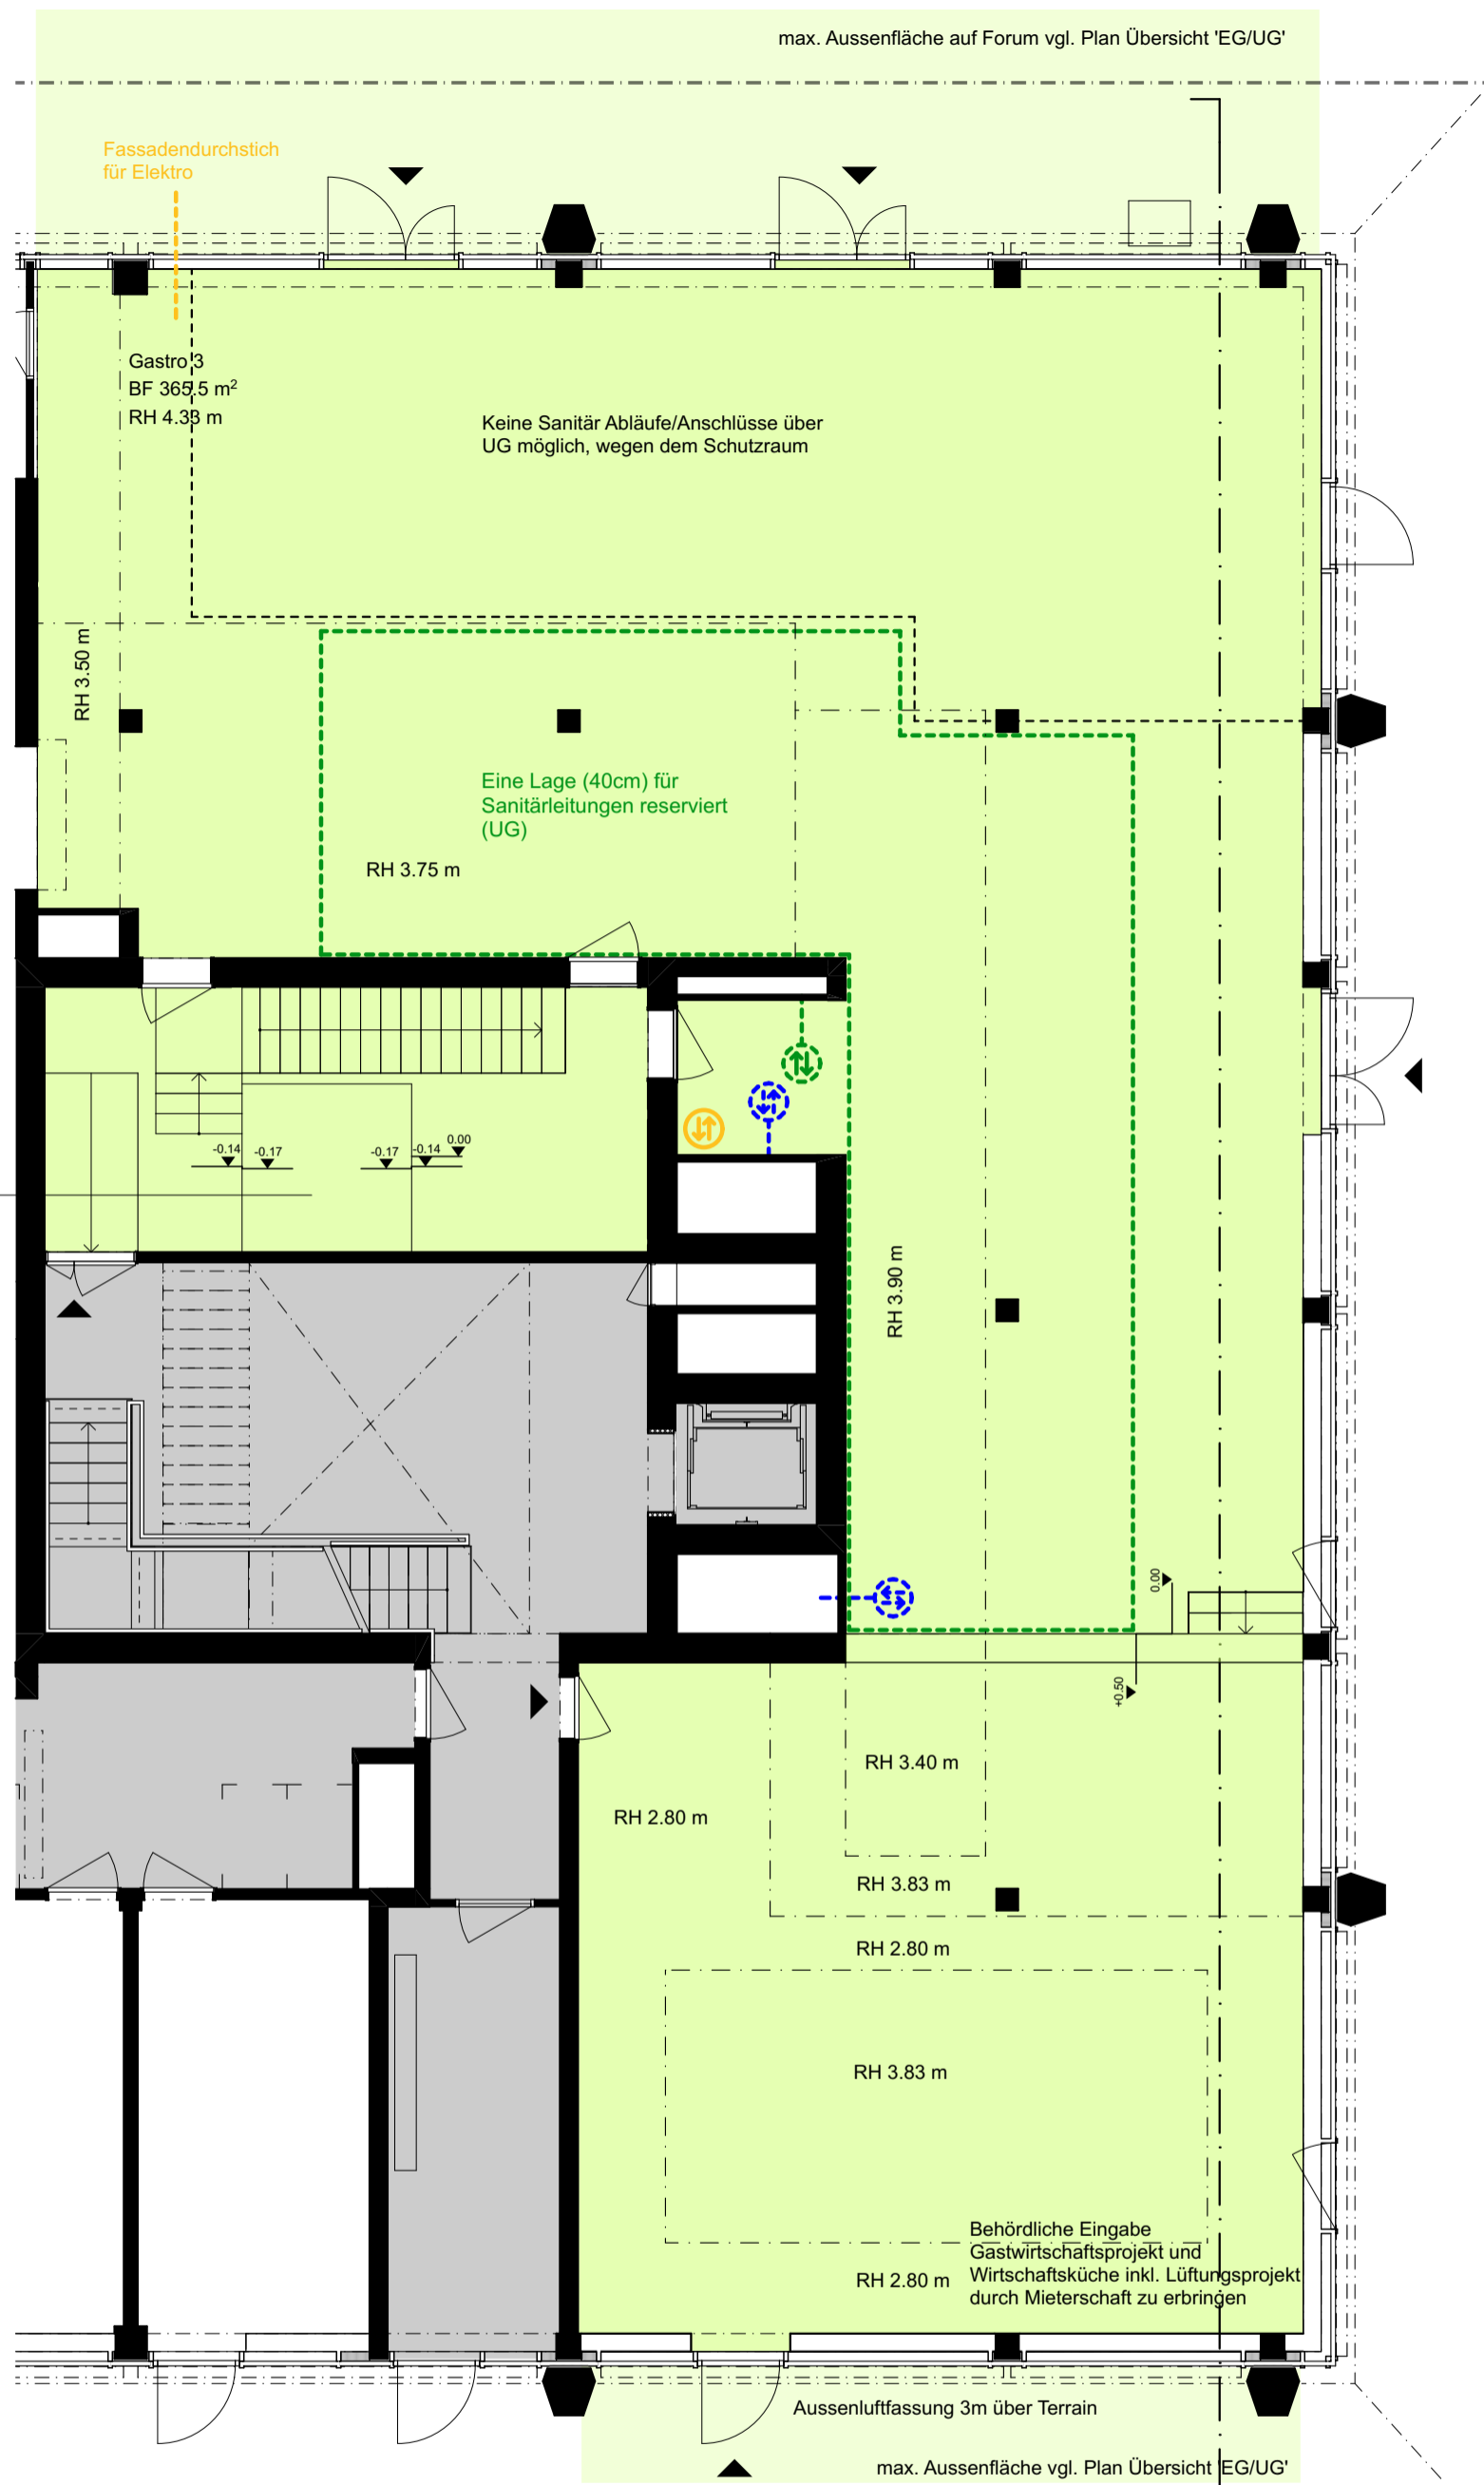 max. Aussenfläche auf Forum vgl. Plan Übersicht 'EG/UG'
Fassadendurchstich
für Elektro
Gastro 3
BF 365.5 m²
RH 4.33 m
Keine Sanitär Abläufe/Anschlüsse über
UG möglich, wegen dem Schutzraum
RH 3.50 m
Eine Lage (40cm) für
Sanitärleitungen reserviert
(UG)
RH 3.75 m
-0.14
-0.17
-0.17
-0.14
0.00
RH 3.90 m
0.00
+0.50
RH 3.40 m
RH 2.80 m
RH 3.83 m
RH 2.80 m
RH 3.83 m
Behördliche Eingabe
Gastwirtschaftsprojekt und
Wirtschaftsküche inkl. Lüftungsprojekt
durch Mieterschaft zu erbringen
RH 2.80 m
Aussenluftfassung 3m über Terrain
max. Aussenfläche vgl. Plan Übersicht 'EG/UG'